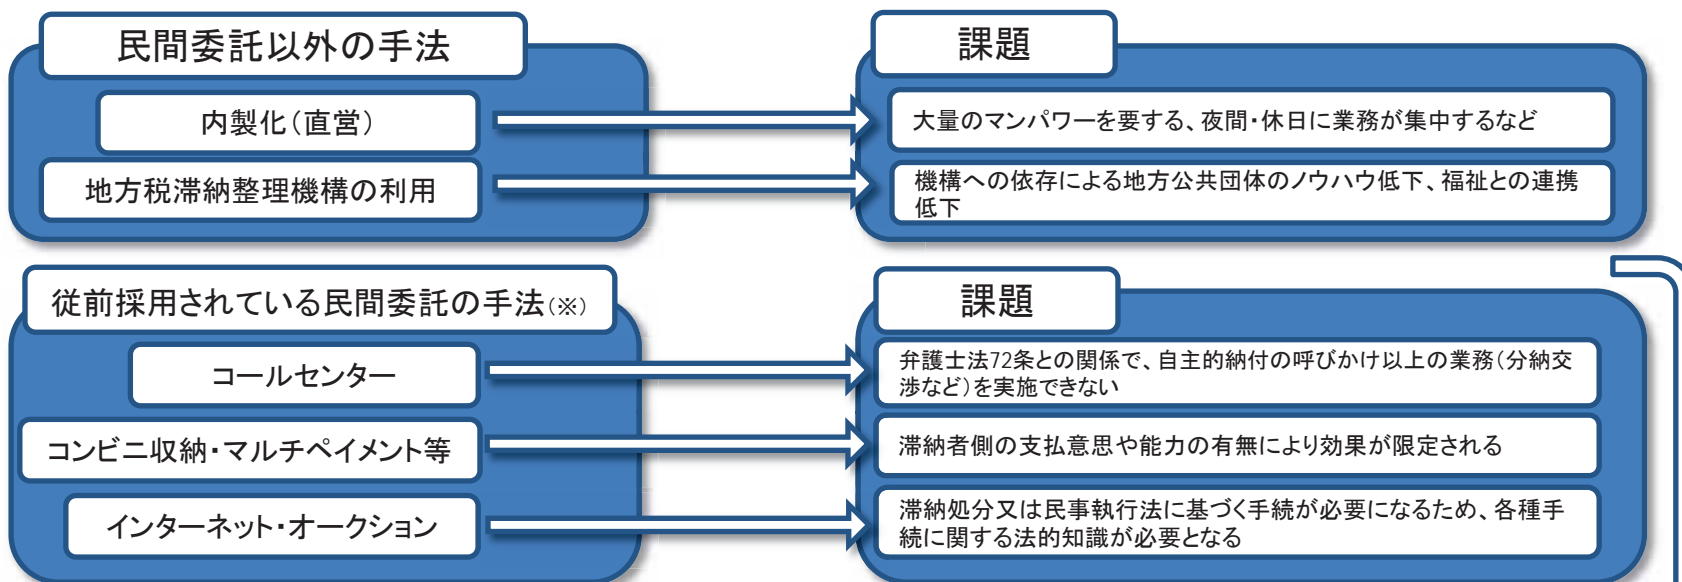 民間委託以外の手法
課題
内製化（直営）
大量のマンパワーを要する、夜間・休日に業務が集中するなど
地方税滞納整理機構の利用
機構への依存による地方公共団体のノウハウ低下、福祉との連携
低下
従前採用されている民間委託の手法（※）
課題
コールセンター
弁護士法72条との関係で、自主的納付の呼びかけ以上の業務（分納交
渉など）を実施できない
コンビニ収納・マルチペイメント等
滞納者側の支払意思や能力の有無により効果が限定される
インターネット・オークション
滞納処分又は民事執行法に基づく手続が必要になるため、各種手
続に関する法的知識が必要となる